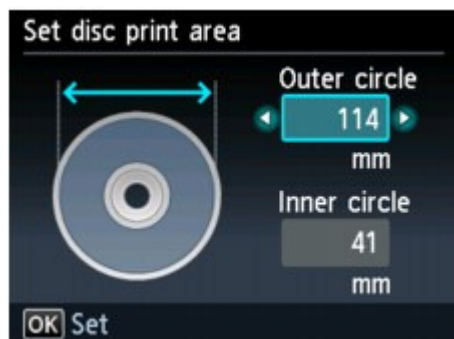 Set disc print area
Outer circle
114
mm
Inner circle
41
mm
OK Set